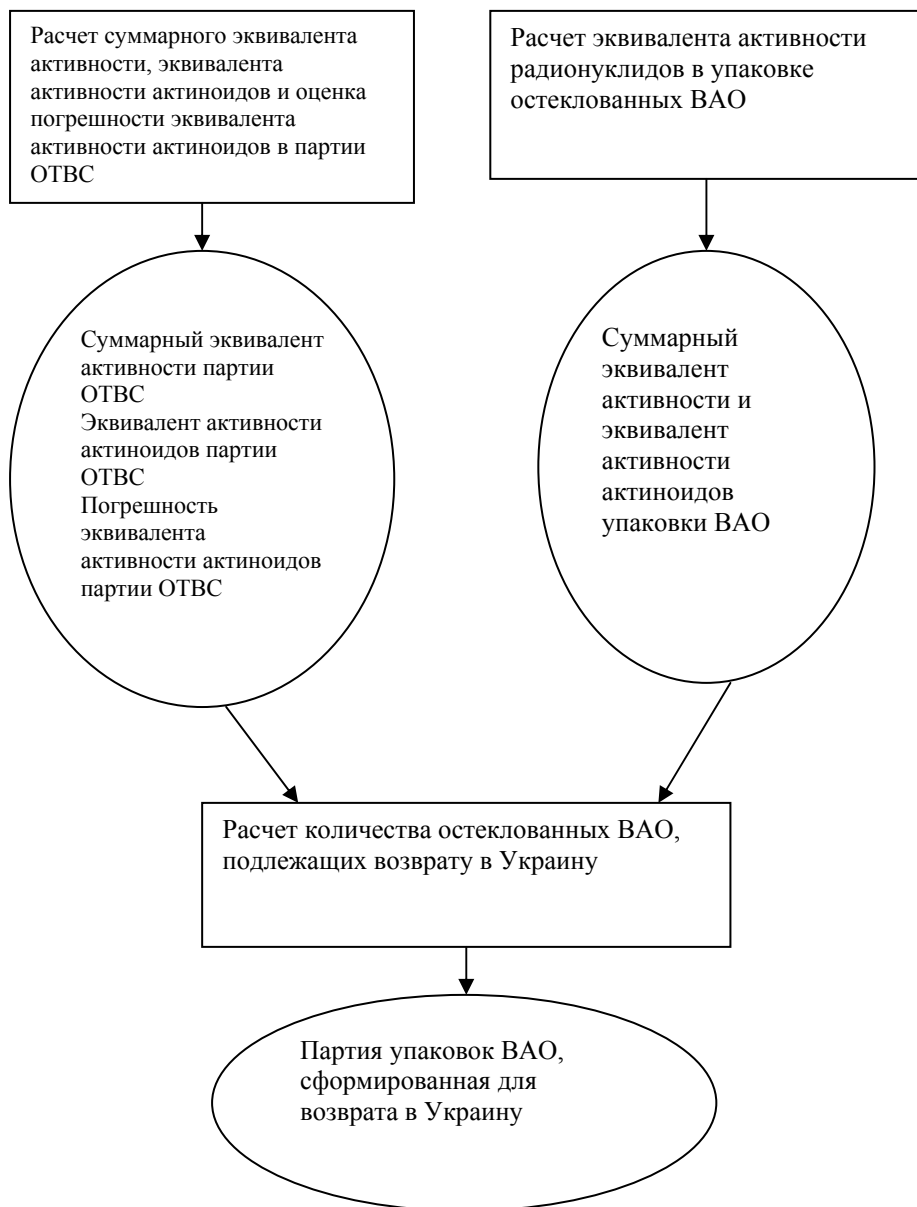 Расчет суммарного эквивалента
активности, эквивалента
активности актиноидов и оценка
погрешности эквивалента
активности актиноидов в партии
ОТВС
Расчет эквивалента активности
радионуклидов в упаковке
остеклованных ВАО
Суммарный эквивалент
активности партии
ОТВС
Эквивалент активности
актиноидов партии
ОТВС
Погрешность
эквивалента
активности актиноидов
партии ОТВС
Суммарный
эквивалент
активности и
эквивалент
активности
актиноидов
упаковки ВАО
Расчет количества остеклованных ВАО,
подлежащих возврату в Украину
Партия упаковок ВАО,
сформированная для
возврата в Украину